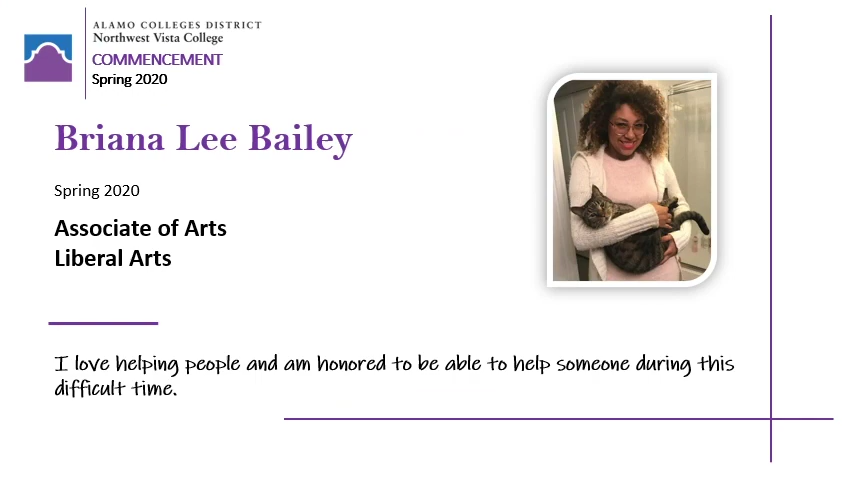 ALAMO COLLEGES DISTRICT
Northwest Vista College
COMMENCEMENT
Spring 2020
Briana Lee Bailey
Spring 2020
Associate of Arts
Liberal Arts
I love helping people and am honored to be able to help someone during this
difficult time.